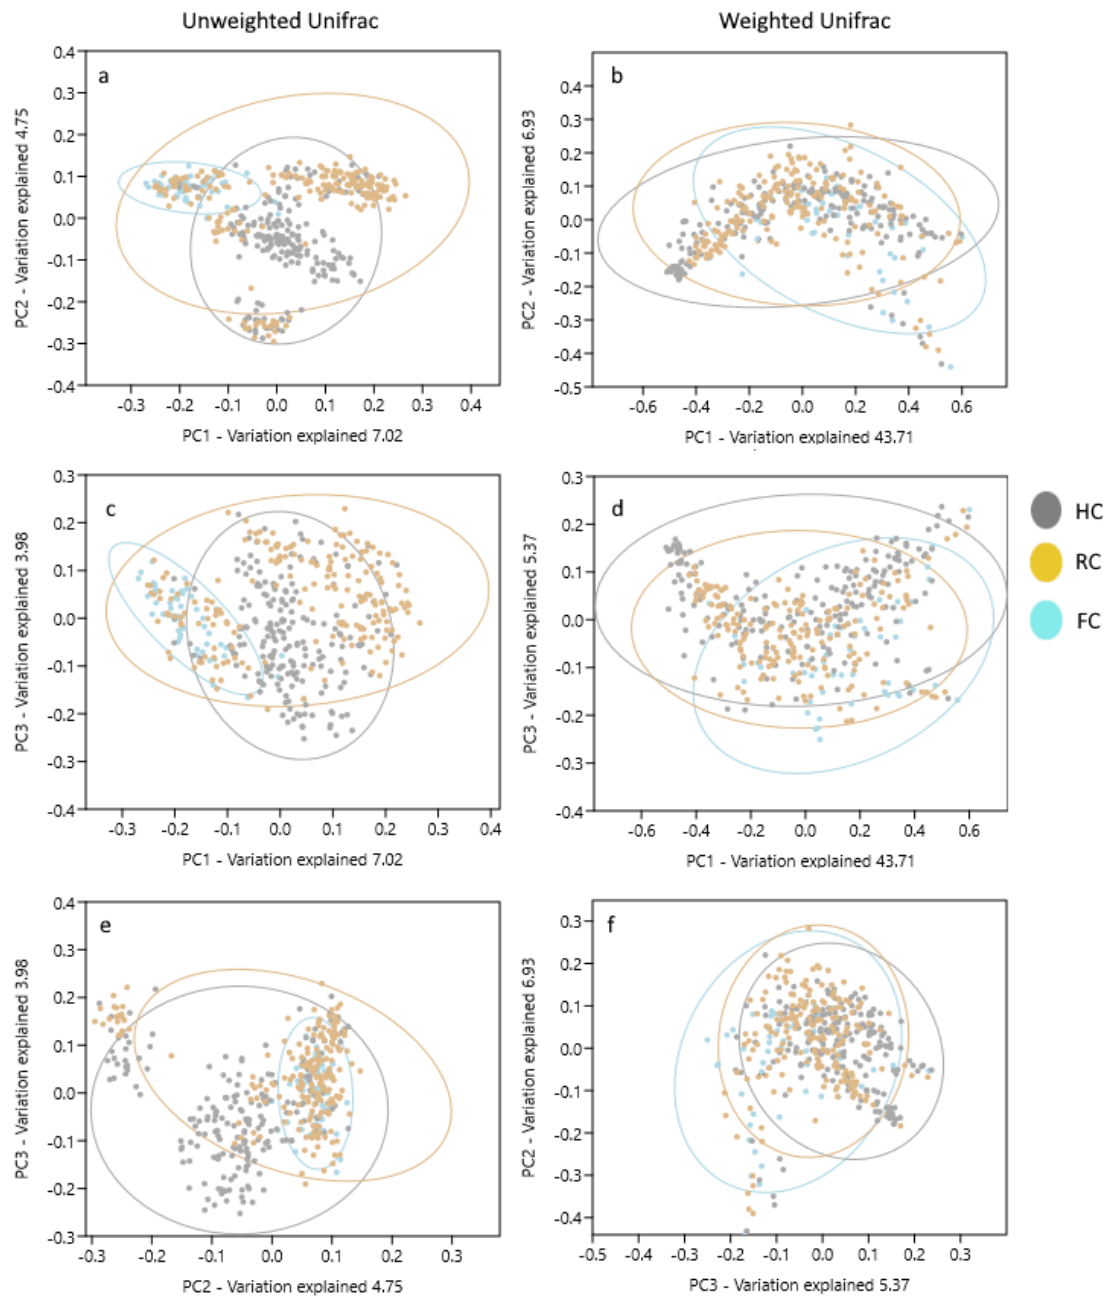 Unweighted Unifrac
Weighted Unifrac
a
PC2 - Variation explained 4.75
0.4
0.3
0.2
0.1
0.0
-0.1
-0.2
-0.3
-0.4
-0.3 -0.2 -0.1 0.0 0.1 0.2 0.3 0.4
PC1 - Variation explained 7.02
b
PC2 - Variation explained 6.93
0.4
0.3
0.2
0.1
0.0
-0.1
-0.2
-0.3
-0.4
-0.5
-0.6 -0.4 -0.2 0.0 0.2 0.4 0.6
PC1 - Variation explained 43.71
c
PC3 - Variation explained 3.98
0.3
0.2
0.1
0.0
-0.1
-0.2
-0.3
-0.4
-0.3 -0.2 -0.1 0.0 0.1 0.2 0.3 0.4
PC1 - Variation explained 7.02
d
PC3 - Variation explained 5.37
0.3
0.2
0.1
0.0
-0.1
-0.2
-0.3
-0.4
-0.6 -0.4 -0.2 0.0 0.2 0.4 0.6
PC1 - Variation explained 43.71
HC
RC
FC
e
PC3 - Variation explained 3.98
0.4
0.3
0.2
0.1
0.0
-0.1
-0.2
-0.3
-0.3 -0.2 -0.1 0.0 0.1 0.2 0.3
PC2 - Variation explained 4.75
f
PC2 - Variation explained 6.93
0.3
0.2
0.1
0.0
-0.1
-0.2
-0.3
-0.4
-0.5 -0.4 -0.3 -0.2 -0.1 0.0 0.1 0.2 0.3
PC3 - Variation explained 5.37